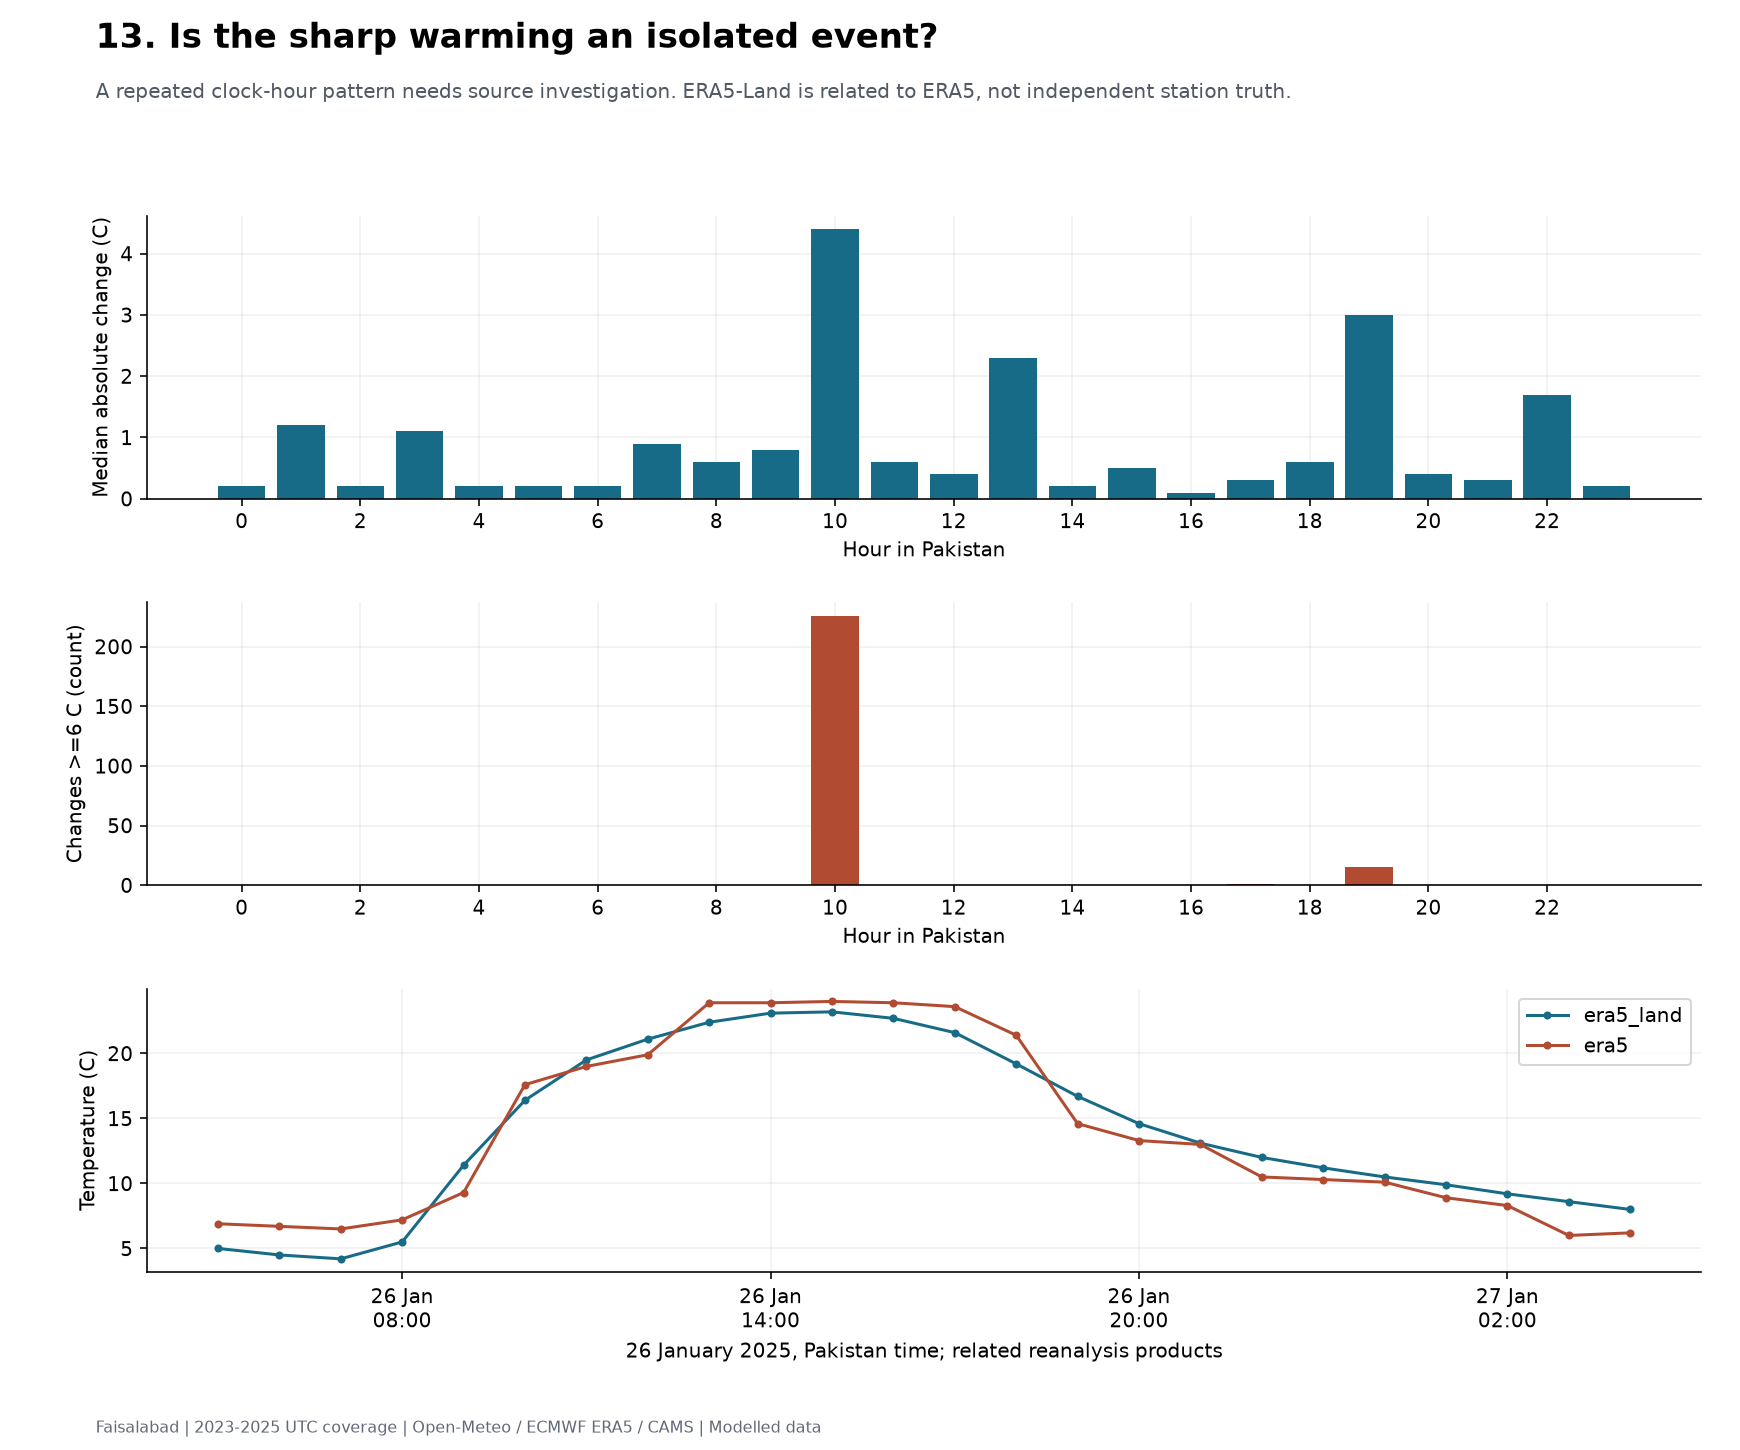 13. Is the sharp warming an isolated event?
A repeated clock-hour pattern needs source investigation. ERA5-Land is related to ERA5, not independent station truth.
Median absolute change (C)
4
3
2
1
0
0 2 4 6 8 10 12 14 16 18 20 22
Hour in Pakistan
Changes >=6 C (count)
200
150
100
50
0
0 2 4 6 8 10 12 14 16 18 20 22
Hour in Pakistan
Temperature (C)
20
15
10
5
era5_land
era5
26 Jan 26 Jan 26 Jan 27 Jan
08:00 14:00 20:00 02:00
26 January 2025, Pakistan time; related reanalysis products
Faisalabad | 2023-2025 UTC coverage | Open-Meteo / ECMWF ERA5 / CAMS | Modelled data